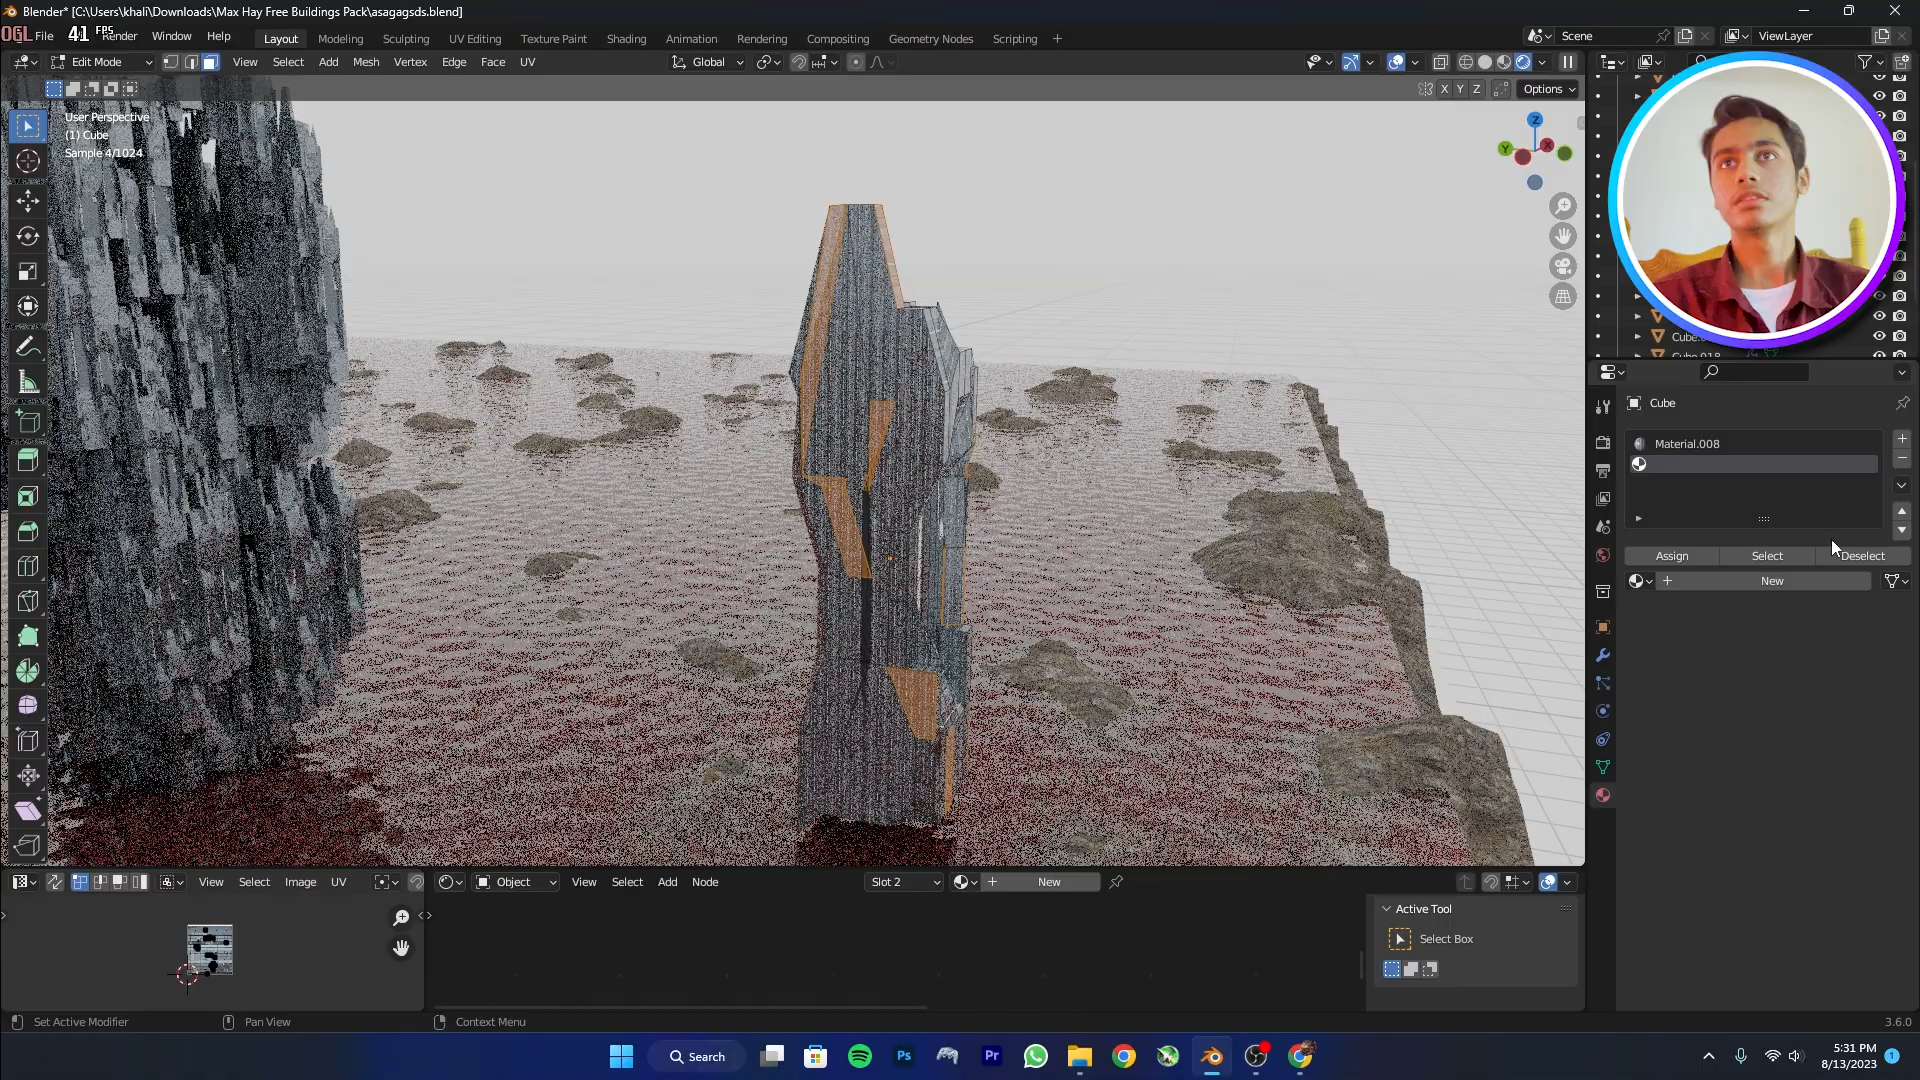 Blender* [C:\Users\khali\Downloads\Max Hay Free Buildings Pack\asagagsds.blend]
OGL 41 FPS
File Render Window Help
Layout Modeling Sculpting UV Editing Texture Paint Shading Animation Rendering Compositing Geometry Nodes Scripting +
Scene
ViewLayer
Edit Mode
View Select Add Mesh Vertex Edge Face UV
Global
X Y Z
Options
User Perspective
(1) Cube
Sample 4/1024
Z
Y
X
Cube
Material.008
Assign
Select
Deselect
New
View Select Image UV
Object
View Select Add Node
Slot 2
New
Active Tool
Select Box
Set Active Modifier
Pan View
Context Menu
3.6.0
Search
Ps
Pr
5:31 PM
8/13/2023
1